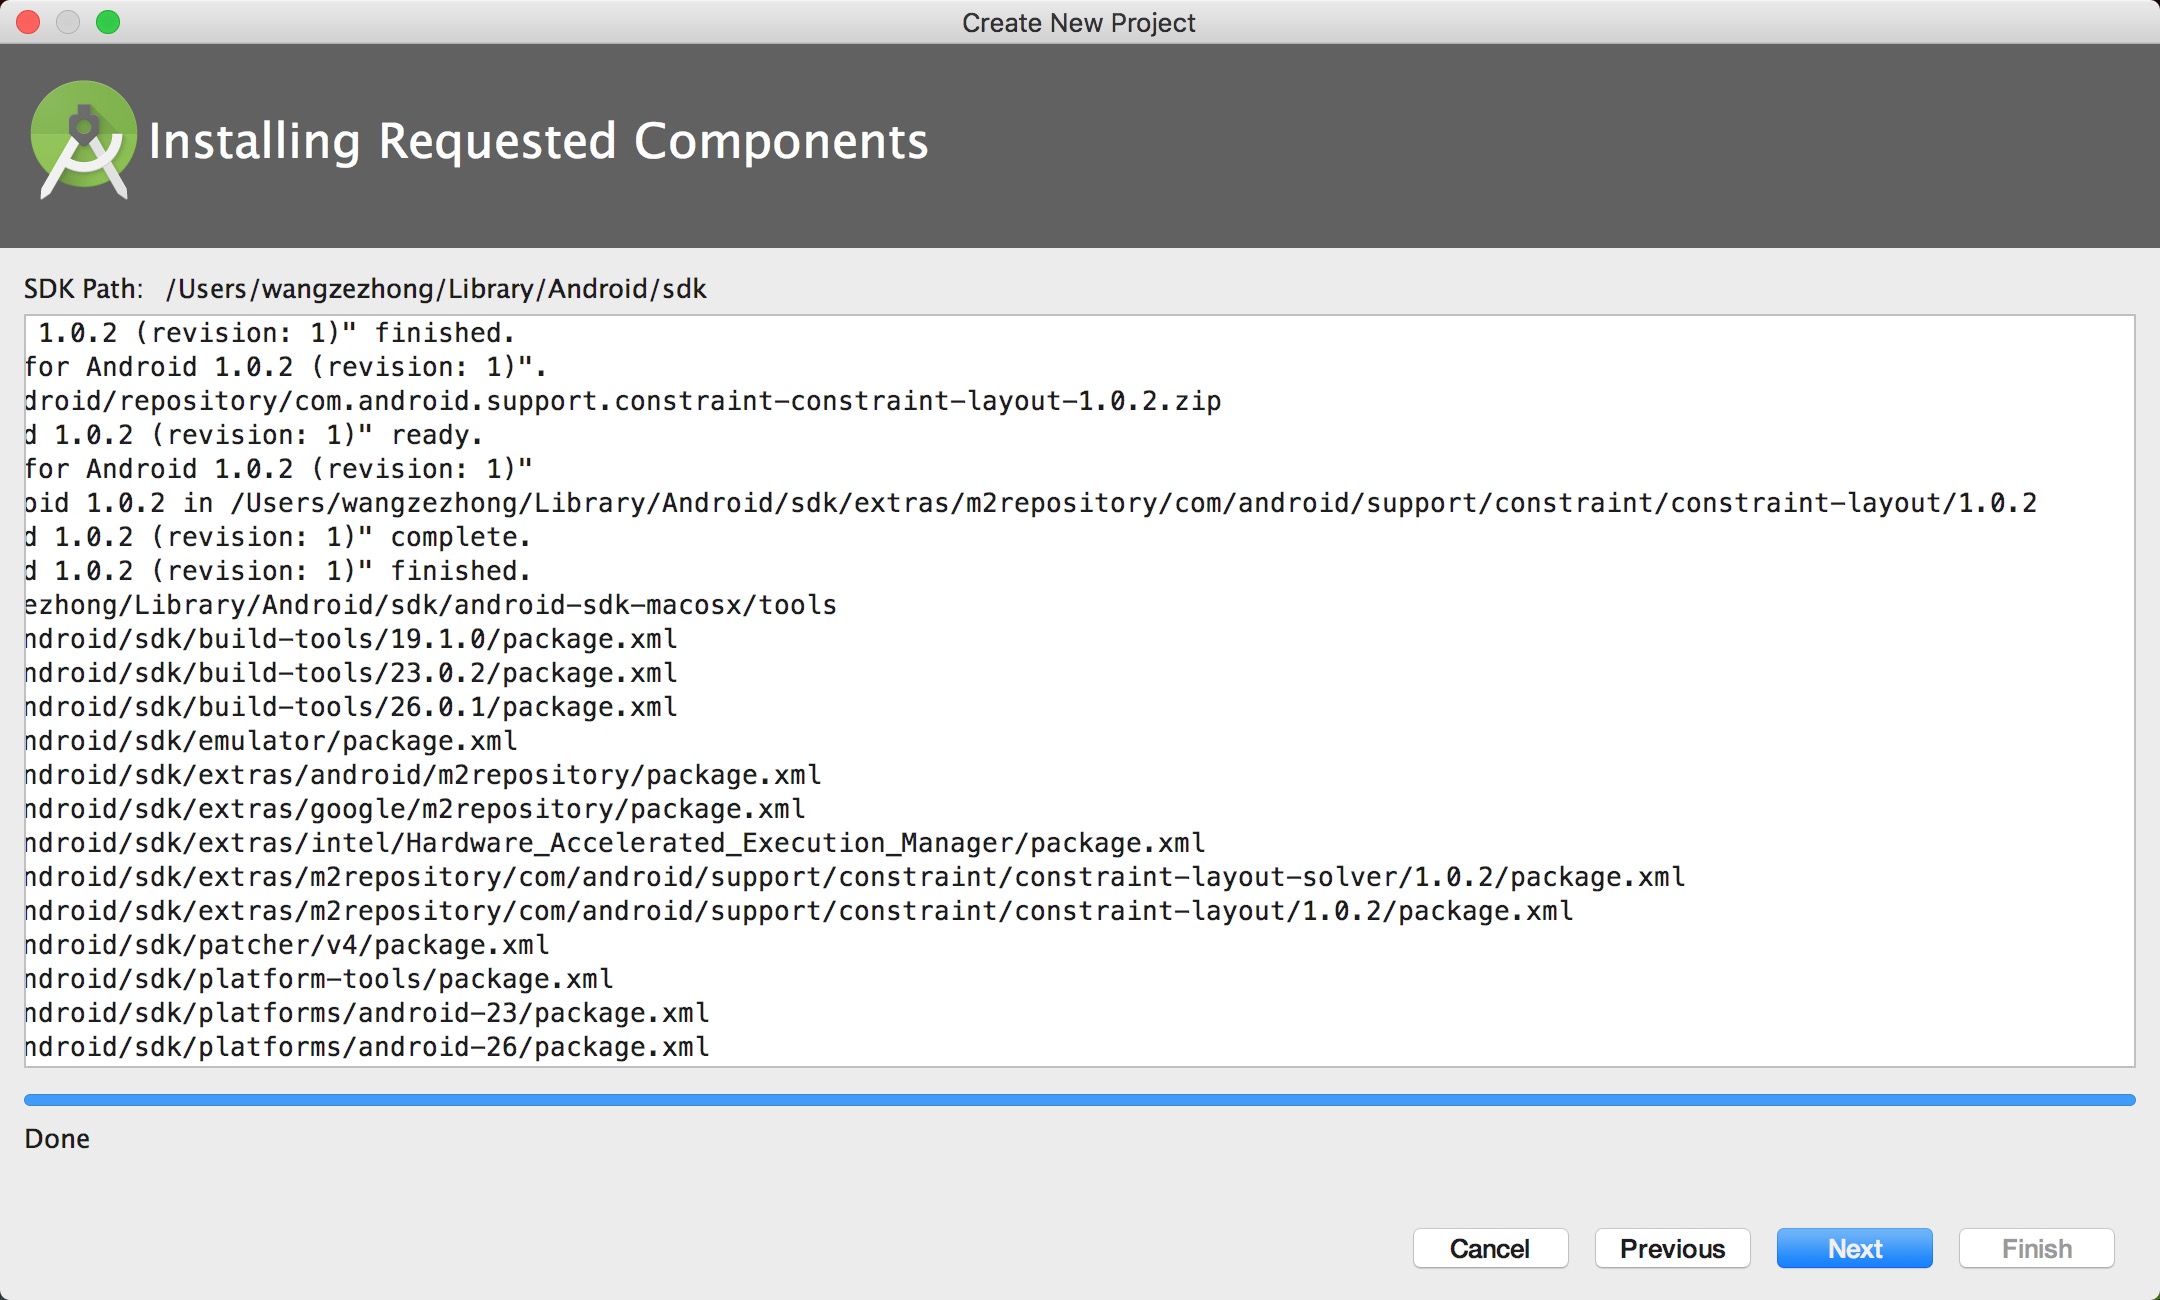 Create New Project
Installing Requested Components
SDK Path: /Users/wangzezhong/Library/Android/sdk
1.0.2 (revision: 1)" finished.
for Android 1.0.2 (revision: 1)".
droid/repository/com.android.support.constraint-constraint-layout-1.0.2.zip
d 1.0.2 (revision: 1)" ready.
for Android 1.0.2 (revision: 1)"
oid 1.0.2 in /Users/wangzezhong/Library/Android/sdk/extras/m2repository/com/android/support/constraint/constraint-layout/1.0.2
d 1.0.2 (revision: 1)" complete.
d 1.0.2 (revision: 1)" finished.
ezhong/Library/Android/sdk/android-sdk-macosx/tools
ndroid/sdk/build-tools/19.1.0/package.xml
ndroid/sdk/build-tools/23.0.2/package.xml
ndroid/sdk/build-tools/26.0.1/package.xml
ndroid/sdk/emulator/package.xml
ndroid/sdk/extras/android/m2repository/package.xml
ndroid/sdk/extras/google/m2repository/package.xml
ndroid/sdk/extras/intel/Hardware_Accelerated_Execution_Manager/package.xml
ndroid/sdk/extras/m2repository/com/android/support/constraint/constraint-layout-solver/1.0.2/package.xml
ndroid/sdk/extras/m2repository/com/android/support/constraint/constraint-layout/1.0.2/package.xml
ndroid/sdk/patcher/v4/package.xml
ndroid/sdk/platform-tools/package.xml
ndroid/sdk/platforms/android-23/package.xml
ndroid/sdk/platforms/android-26/package.xml
Done
Cancel Previous Next Finish